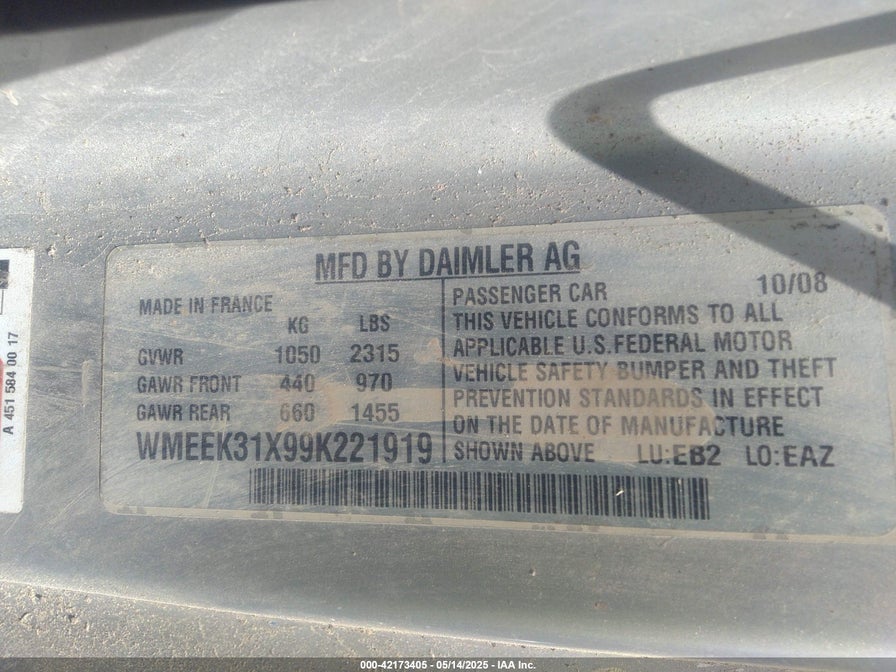 MFD BY DAIMLER AG
MADE IN FRANCE
KG LBS
GVWR 1050 2315
GAWR FRONT 440 970
GAWR REAR 660 1455
WMEEK31X99K221919
PASSENGER CAR 10/08
THIS VEHICLE CONFORMS TO ALL
APPLICABLE U.S.FEDERAL MOTOR
VEHICLE SAFETY BUMPER AND THEFT
PREVENTION STANDARDS IN EFFECT
ON THE DATE OF MANUFACTURE
SHOWN ABOVE LU:EB2 LO:EAZ
A 451 584 00 17
000-42173405 - 05/14/2025 - IAA Inc.